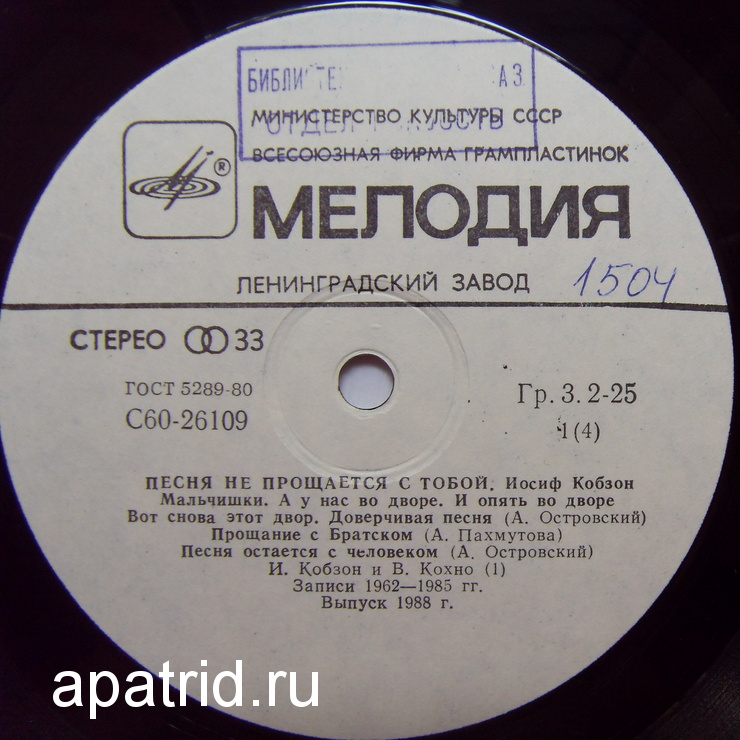 МИНИСТЕРСТВО КУЛЬТУРЫ СССР
ОТДЕЛ
ВСЕСОЮЗНАЯ ФИРМА ГРАМПЛАСТИНОК
®
МЕЛОДИЯ
ЛЕНИНГРАДСКИЙ ЗАВОД
1504
СТЕРЕО 33
ГОСТ 5289-80
Гр. 3. 2-25
С60-26109
1(4)
ПЕСНЯ НЕ ПРОЩАЕТСЯ С ТОБОЙ. Иосиф Кобзон
Мальчишки. А у нас во дворе. И опять во дворе
Вот снова этот двор. Доверчивая песня (А. Островский)
Прощание с Братском (А. Пахмутова)
Песня остается с человеком (А. Островский)
И. Кобзон и В. Кохно (1)
Записи 1962—1985 гг.
Выпуск 1988 г.
apatrid.ru